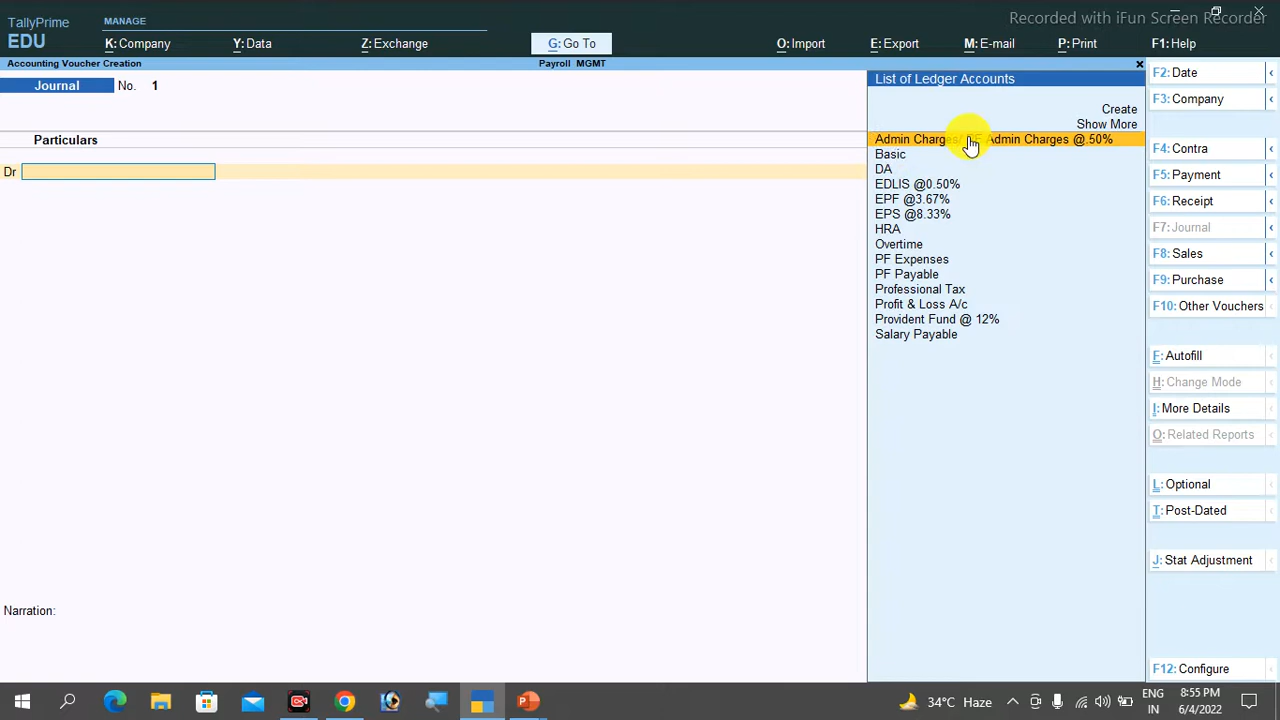 TallyPrime
EDU
MANAGE
K: Company
Y: Data
Z: Exchange
G: Go To
O: Import
E: Export
M: E-mail
P: Print
F1: Help
Recorded with iFun Screen Recorder
Accounting Voucher Creation
Payroll MGMT
Journal No. 1
Particulars
Dr
Narration:
List of Ledger Accounts
Create
Show More
Admin Charges/ Admin Charges @.50%
Basic
DA
EDLIS @0.50%
EPF @3.67%
EPS @8.33%
HRA
Overtime
PF Expenses
PF Payable
Professional Tax
Profit & Loss A/c
Provident Fund @ 12%
Salary Payable
F2: Date
F3: Company
F4: Contra
F5: Payment
F6: Receipt
F7: Journal
F8: Sales
F9: Purchase
F10: Other Vouchers
F: Autofill
H: Change Mode
I: More Details
O: Related Reports
L: Optional
T: Post-Dated
J: Stat Adjustment
F12: Configure
34°C Haze
ENG
IN
8:55 PM
6/4/2022